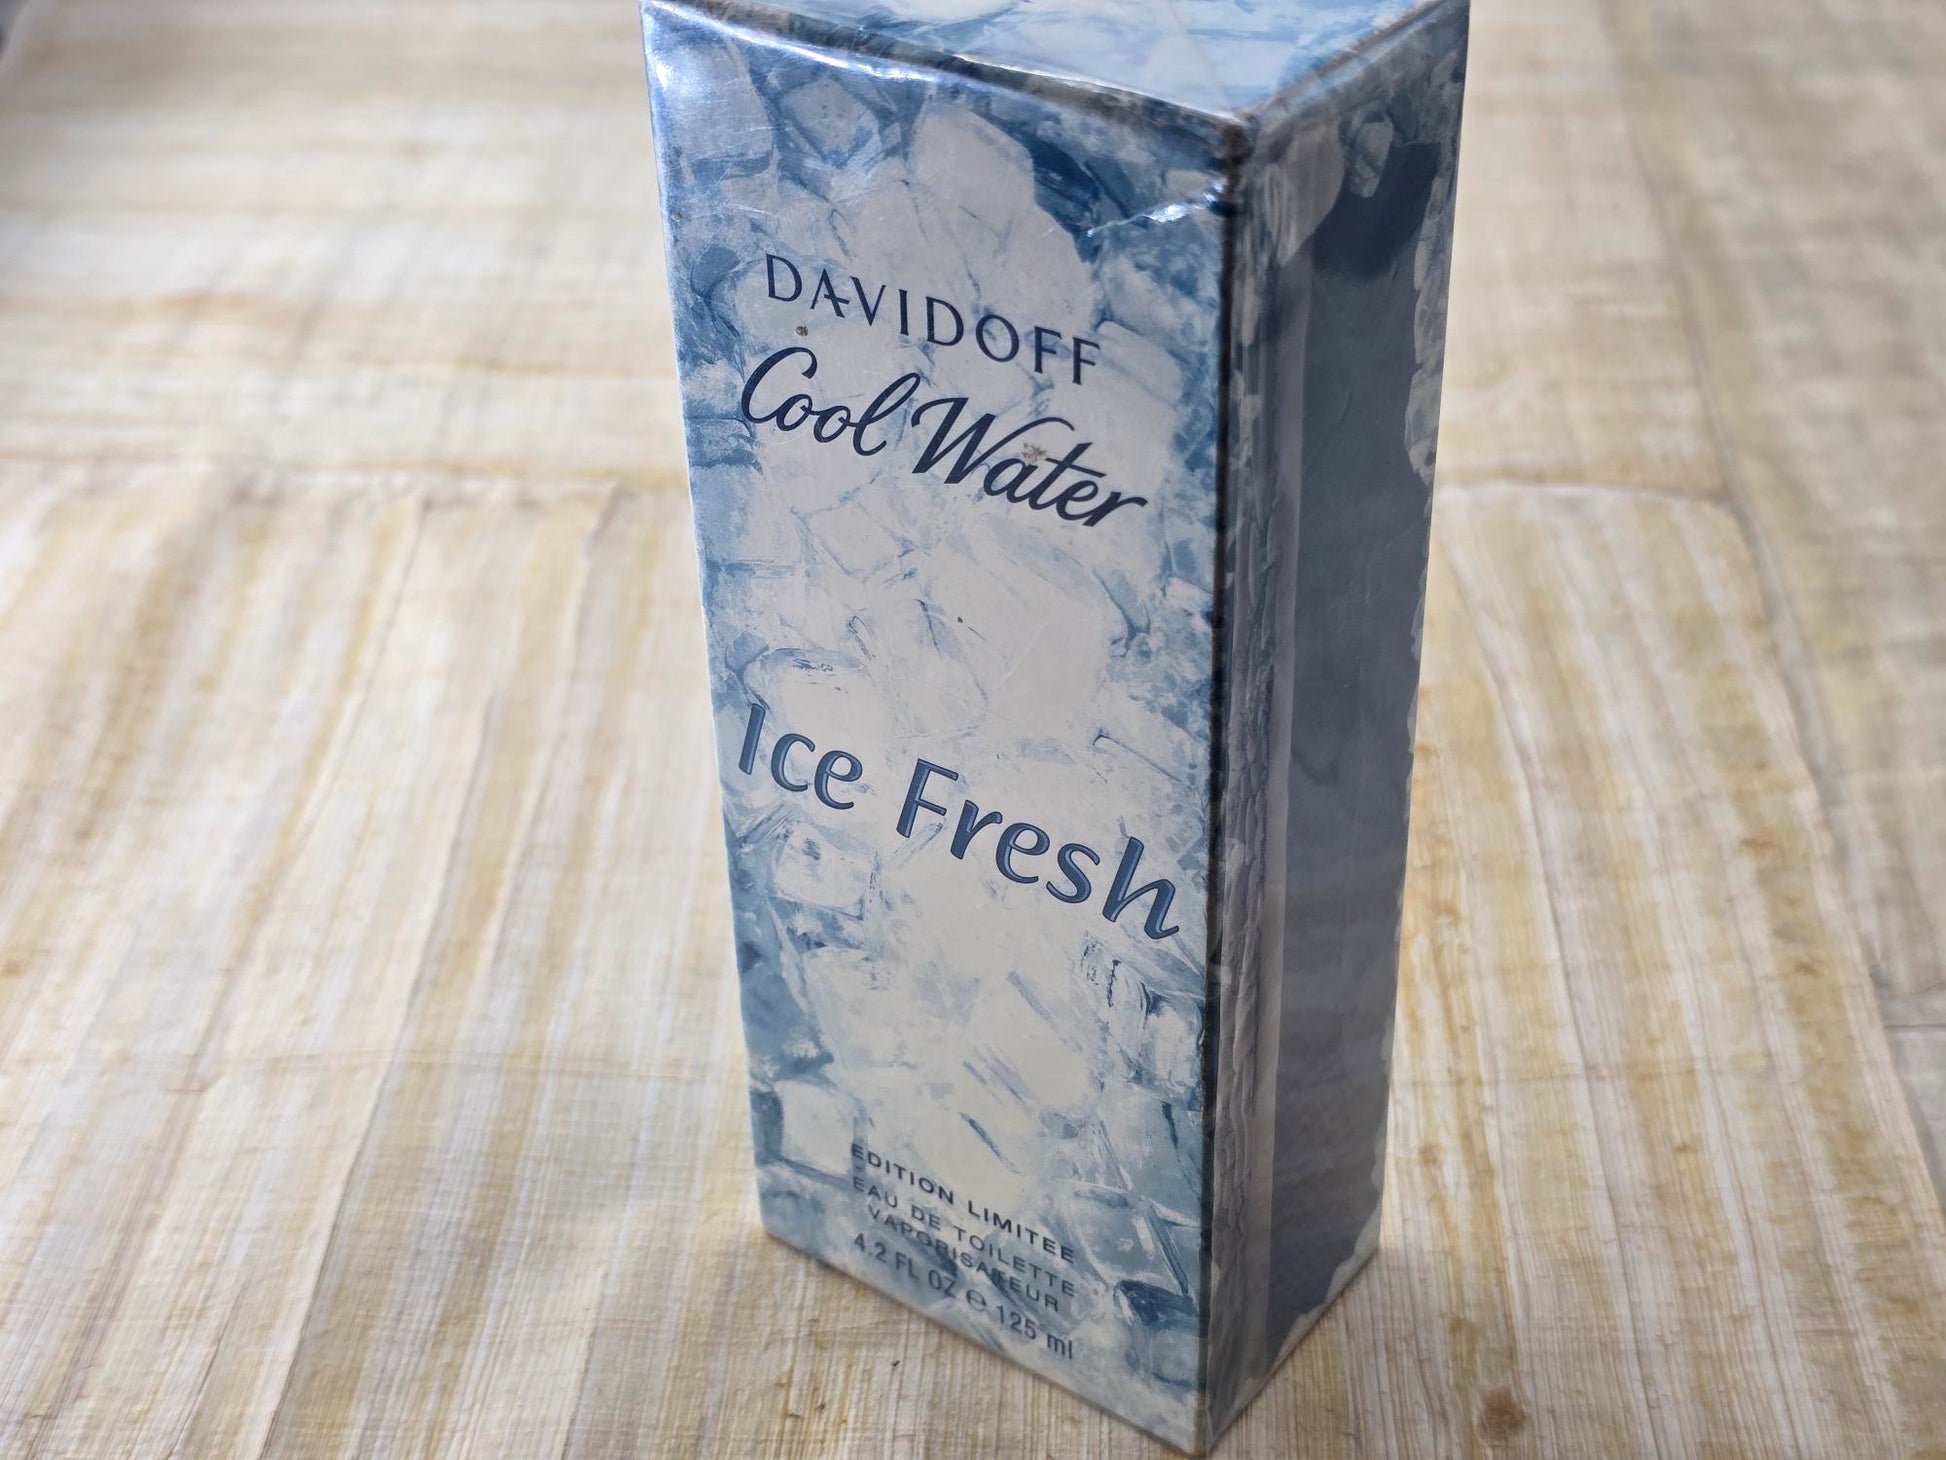 DAVIDOFF
Cool Water
Ice Fresh
EDITION LIMITEE
EAU DE TOILETTE
VAPORISATEUR
4.2 FL OZ ℮ 125 ml